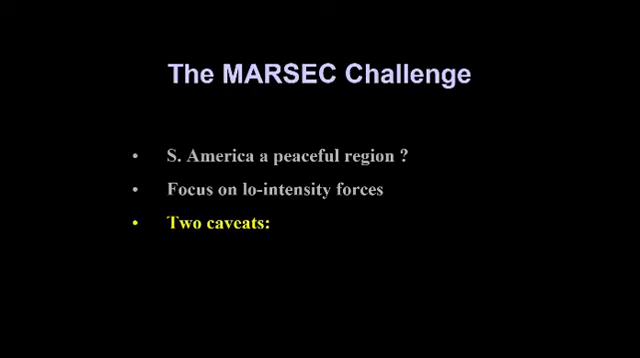 The MARSEC Challenge
• S. America a peaceful region ?
• Focus on lo-intensity forces
• Two caveats: